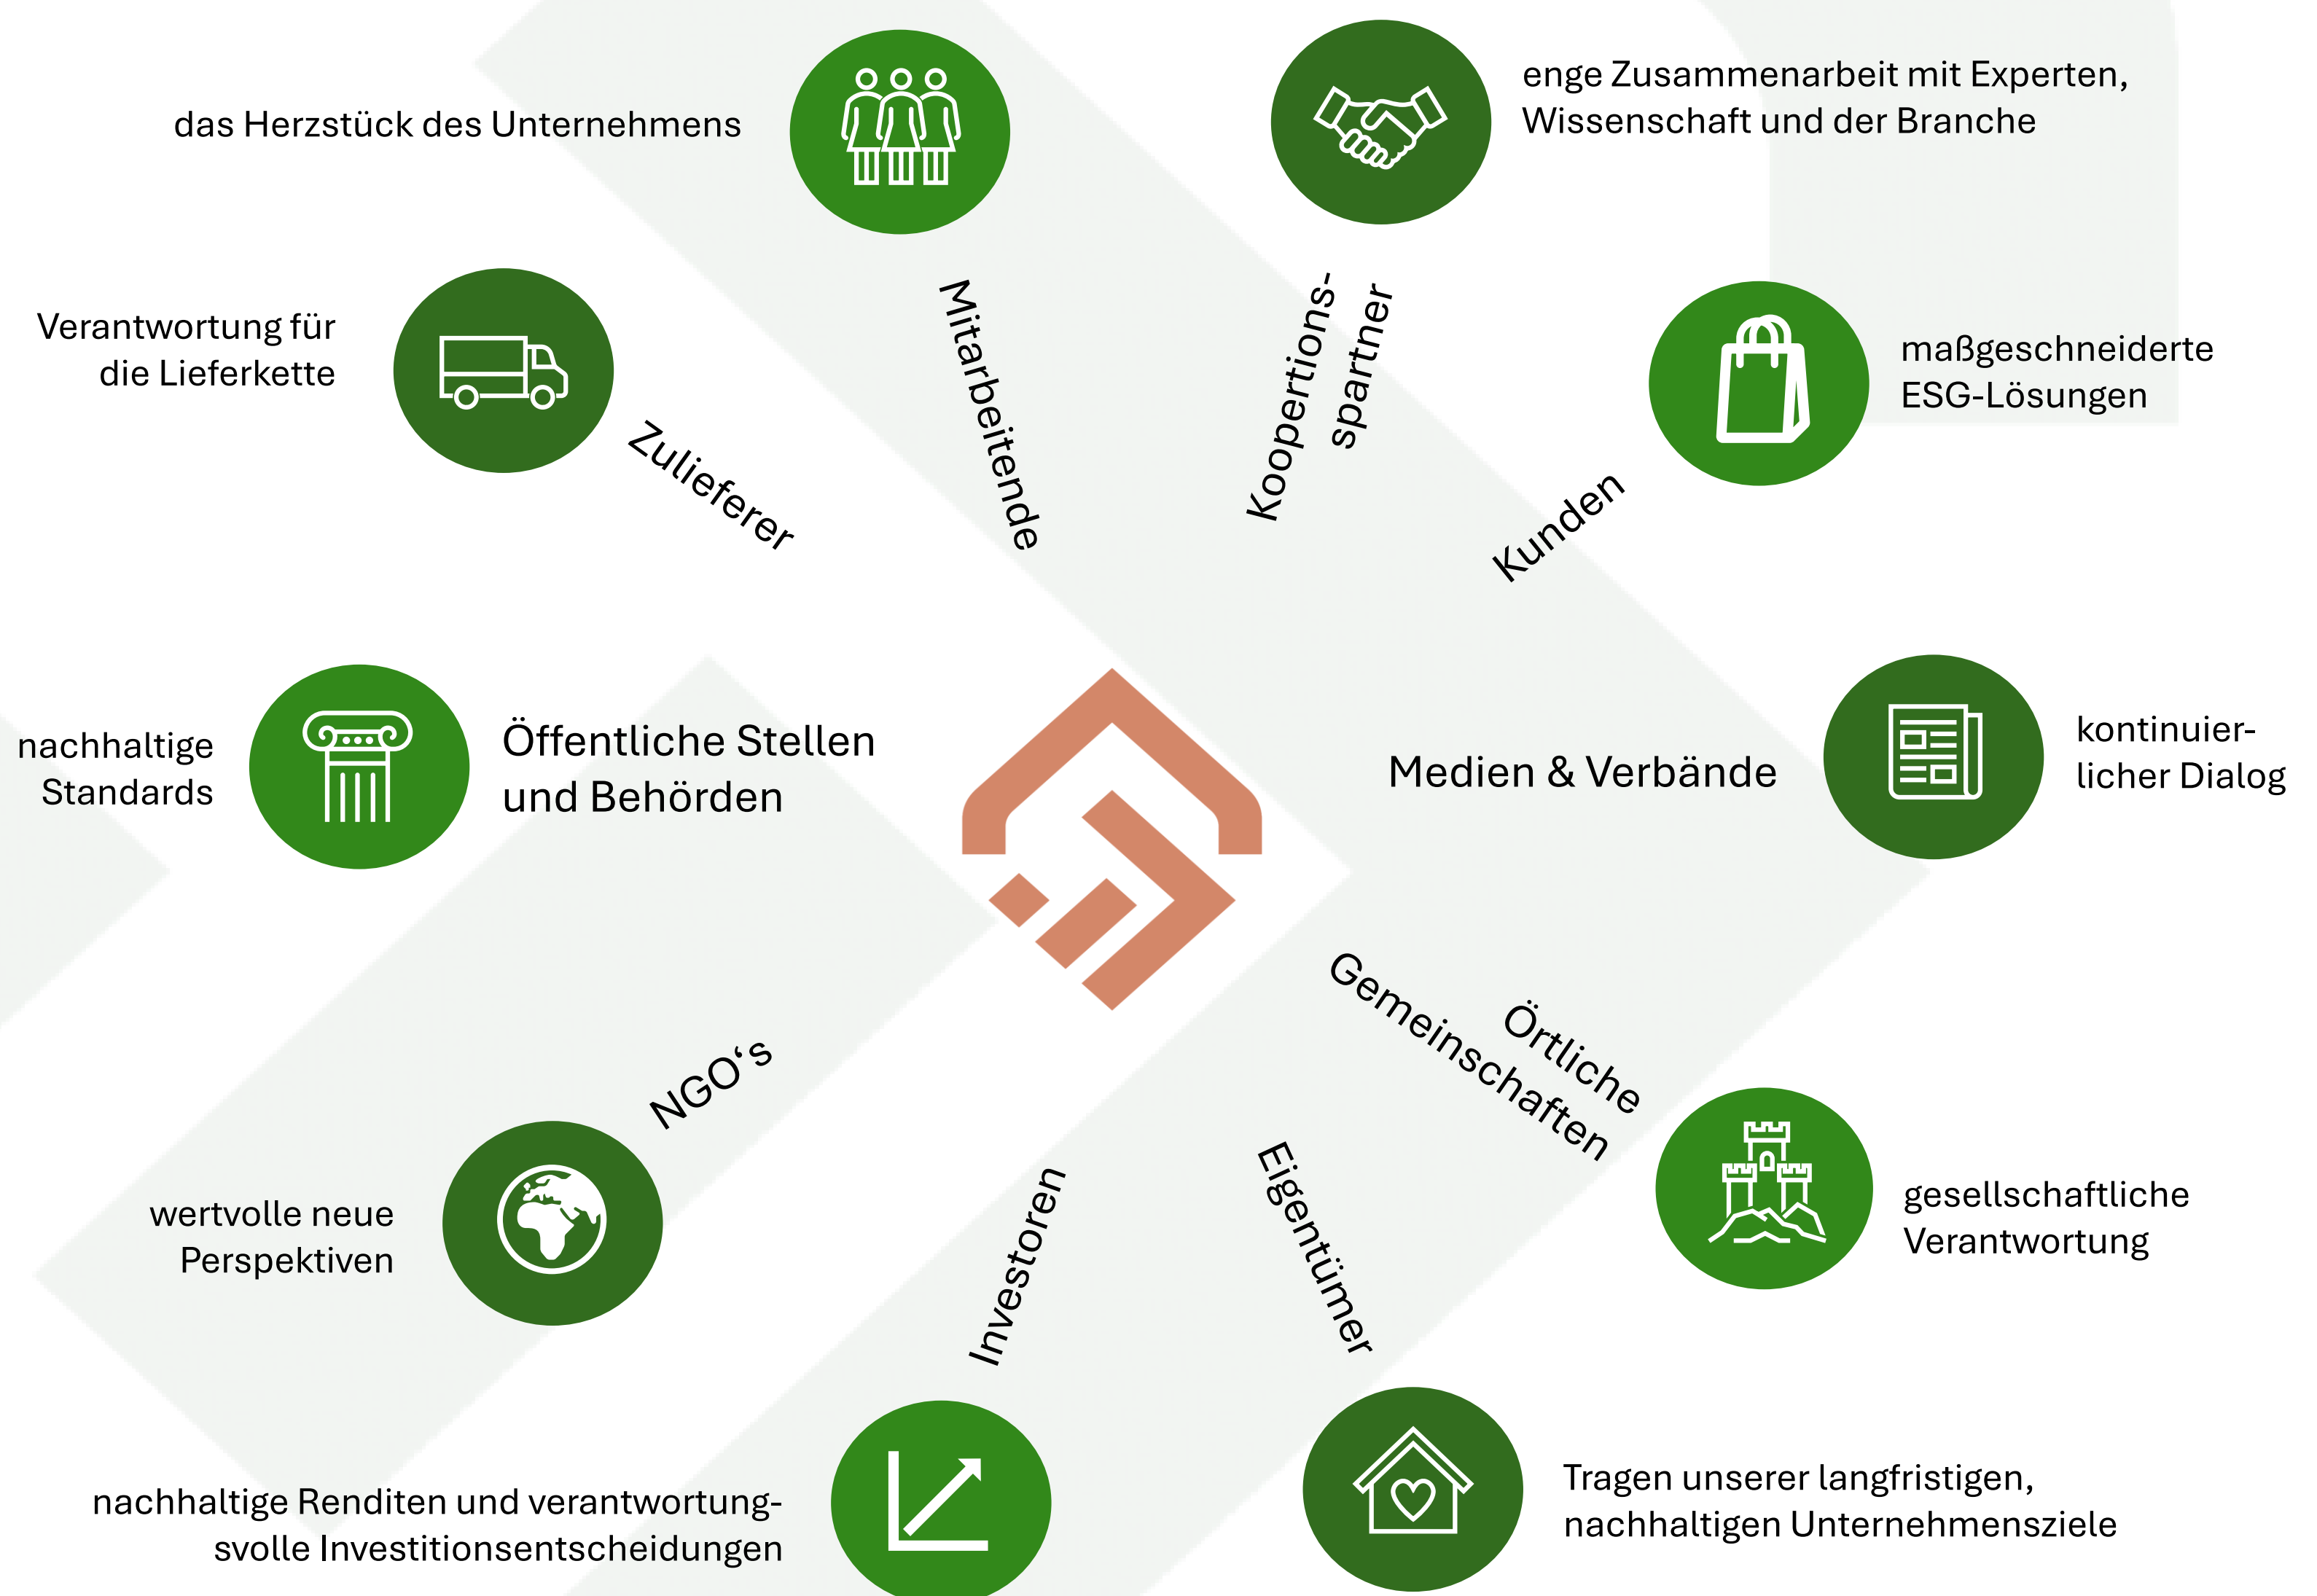 das Herzstück des Unternehmens
Mitarbeitende
enge Zusammenarbeit mit Experten,
Wissenschaft und der Branche
Koopertions-
spartner
maßgeschneiderte
ESG-Lösungen
Kunden
kontinuier-
licher Dialog
Medien & Verbände
Örtliche
Gemeinschaften
gesellschaftliche
Verantwortung
Eigentümer
Tragen unserer langfristigen,
nachhaltigen Unternehmensziele
Investoren
nachhaltige Renditen und verantwortung-
svolle Investitionsentscheidungen
NGO‘s
wertvolle neue
Perspektiven
Öffentliche Stellen
und Behörden
nachhaltige
Standards
Zulieferer
Verantwortung für
die Lieferkette